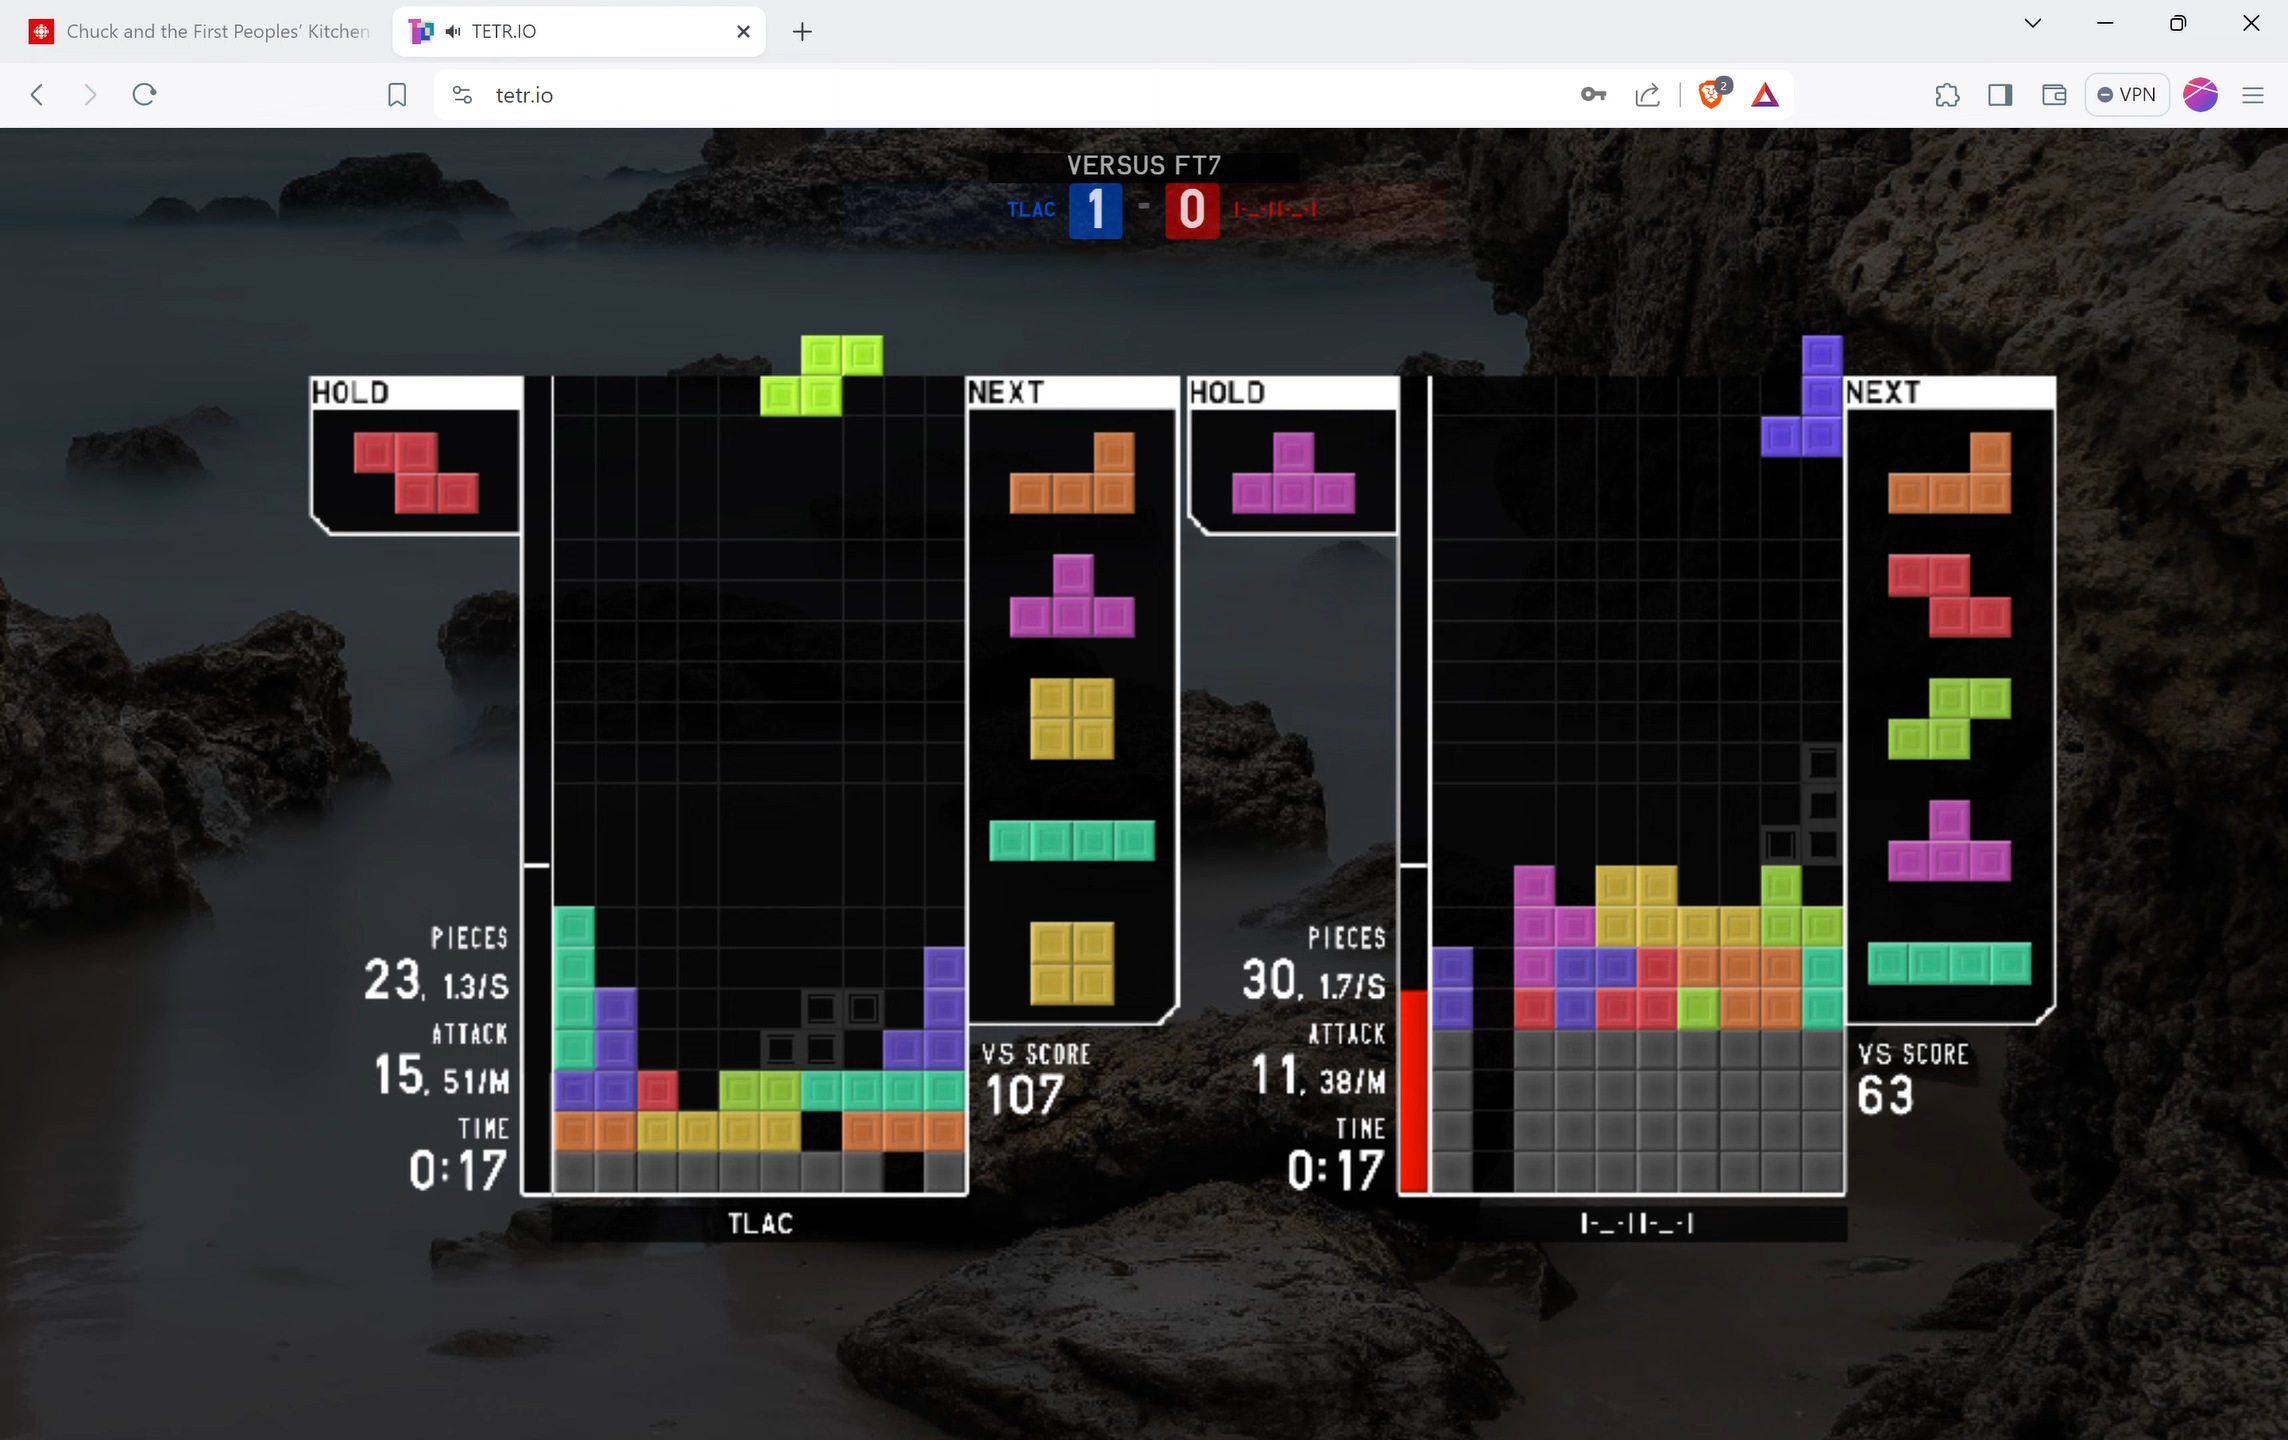 Chuck and the First Peoples’ Kitchen
TETR.IO
tetr.io
2
VPN
VERSUS FT7
TLAC 1 - 0 |-_-||-_-|
HOLD
NEXT
HOLD
NEXT
PIECES
23, 1.3/S
ATTACK
15, 51/M
TIME
0:17
VS SCORE
107
PIECES
30, 1.7/S
ATTACK
11, 38/M
TIME
0:17
VS SCORE
63
TLAC
|-_-||-_-|